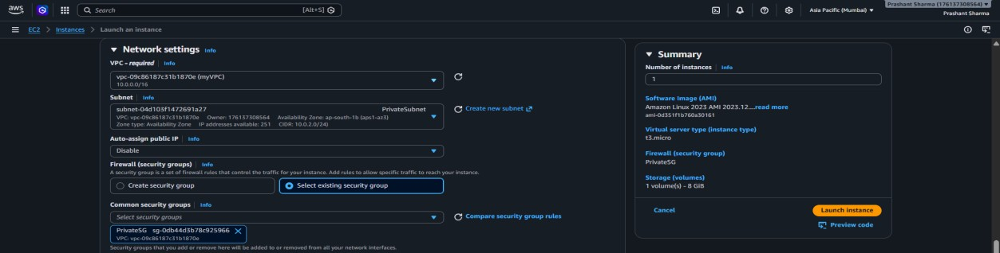 aws Search [Alt+S] Asia Pacific (Mumbai) Prashant Sharma (176137308564)
Prashant Sharma
EC2 > Instances > Launch an instance
Network settings Info
VPC - required Info
vpc-09c86187c31b1870e (myVPC)
10.0.0.0/16
Subnet Info
subnet-04d103f1472691a27 PrivateSubnet
VPC: vpc-09c86187c31b1870e Owner: 176137308564 Availability Zone: ap-south-1b (aps1-az3)
Zone type: Availability Zone IP addresses available: 251 CIDR: 10.0.2.0/24)
Create new subnet
Auto-assign public IP Info
Disable
Firewall (security groups) Info
A security group is a set of firewall rules that control the traffic for your instance. Add rules to allow specific traffic to reach your instance.
Create security group Select existing security group
Common security groups Info
Select security groups
Compare security group rules
PrivateSG sg-0db44d3b78c925966
VPC: vpc-09c86187c31b1870e
Security groups that you add or remove here will be added to or removed from all your network interfaces.
Summary
Number of instances Info
1
Software Image (AMI)
Amazon Linux 2023 AMI 2023.12....read more
ami-0d351f1b760a30161
Virtual server type (instance type)
t3.micro
Firewall (security group)
PrivateSG
Storage (volumes)
1 volume(s) - 8 GiB
Cancel Launch instance
Preview code